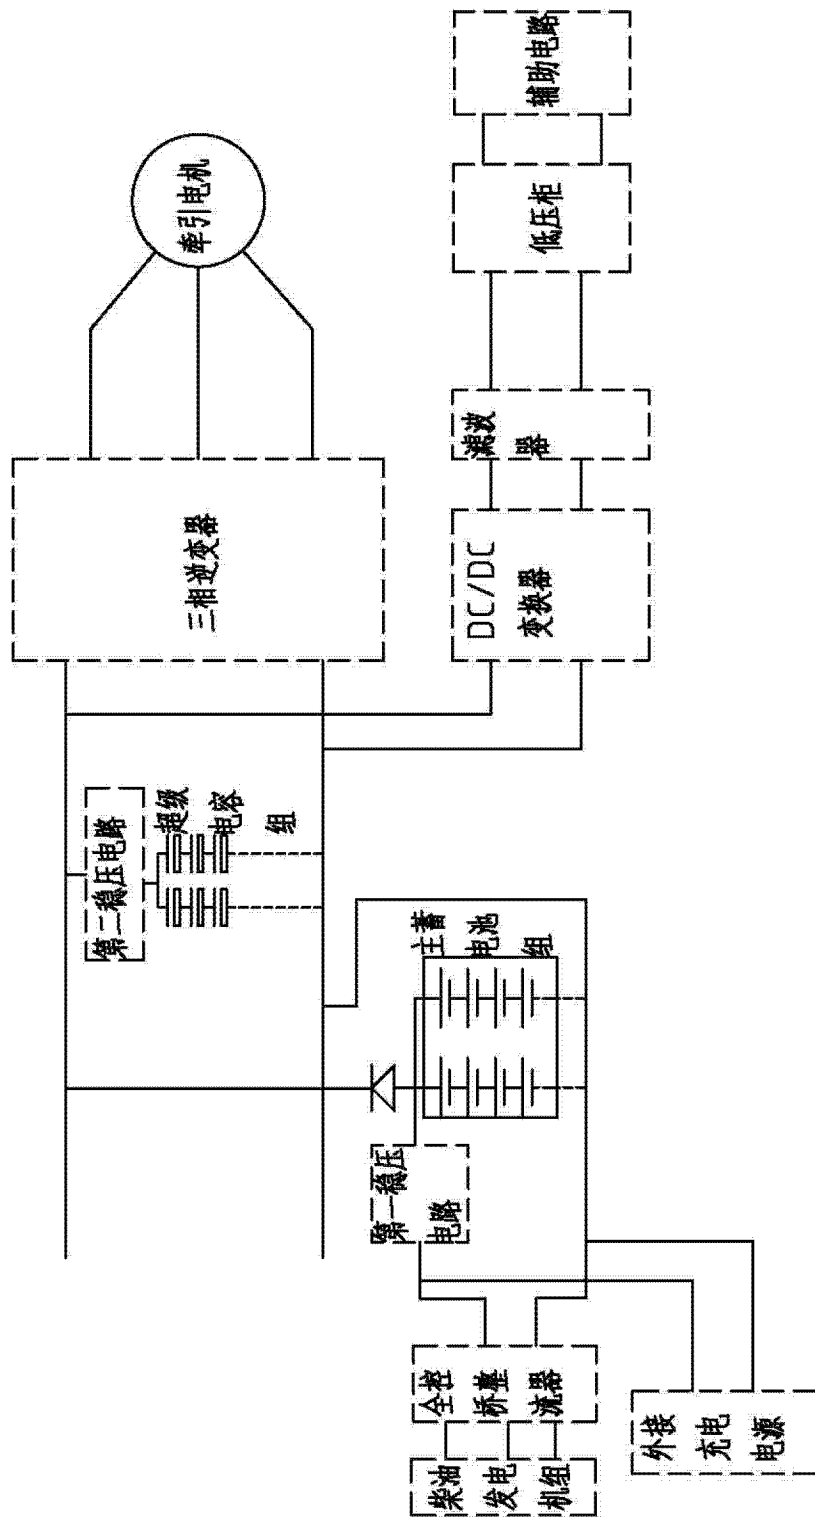 柴油
发电
机组
全控
桥整
流器
外接
充电
电源
第一稳压
电路
主蓄
电池
组
第二稳压电路
超级
电容
组
三相逆变器
牵引电机
DC/DC
变换器
滤波
器
低压柜
辅助电路